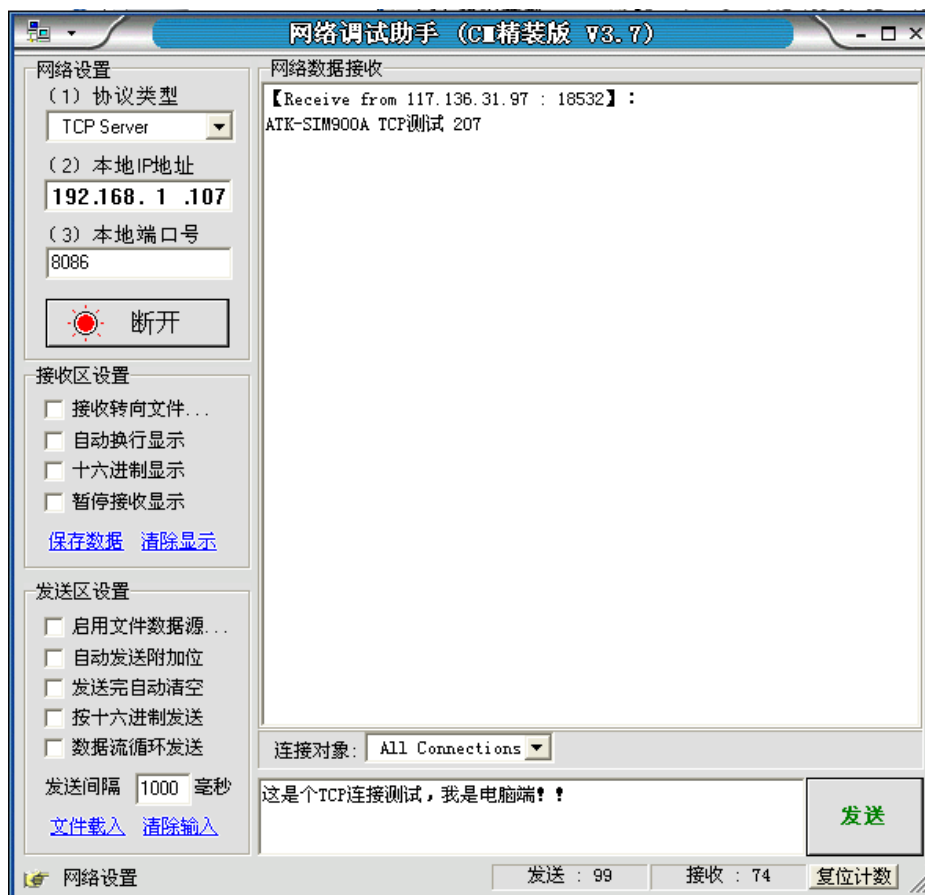 网络调试助手 (CⅢ精装版 V3.7)
网络设置
(1) 协议类型
TCP Server
(2) 本地IP地址
192.168. 1 .107
(3) 本地端口号
8086
断开
接收区设置
接收转向文件...
自动换行显示
十六进制显示
暂停接收显示
保存数据 清除显示
发送区设置
启用文件数据源...
自动发送附加位
发送完自动清空
按十六进制发送
数据流循环发送
发送间隔 1000 毫秒
文件载入 清除输入
网络数据接收
【Receive from 117.136.31.97 : 18532】:
ATK-SIM900A TCP测试 207
连接对象: All Connections
这是个TCP连接测试，我是电脑端！！
发送
网络设置
发送 : 99
接收 : 74
复位计数